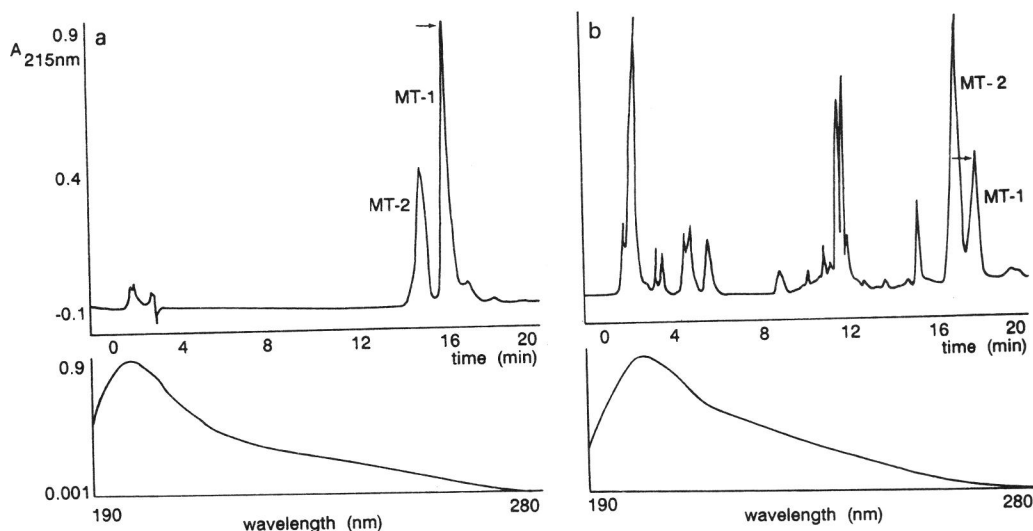 a
0.9
A 215nm
MT-1
0.4
MT-2
-0.1
0 4 8 12 16 20
time (min)
0.9
0.001
190 280
wavelength (nm)
b
MT-2
MT-1
0 4 8 12 16 20
time (min)
190 280
wavelength (nm)